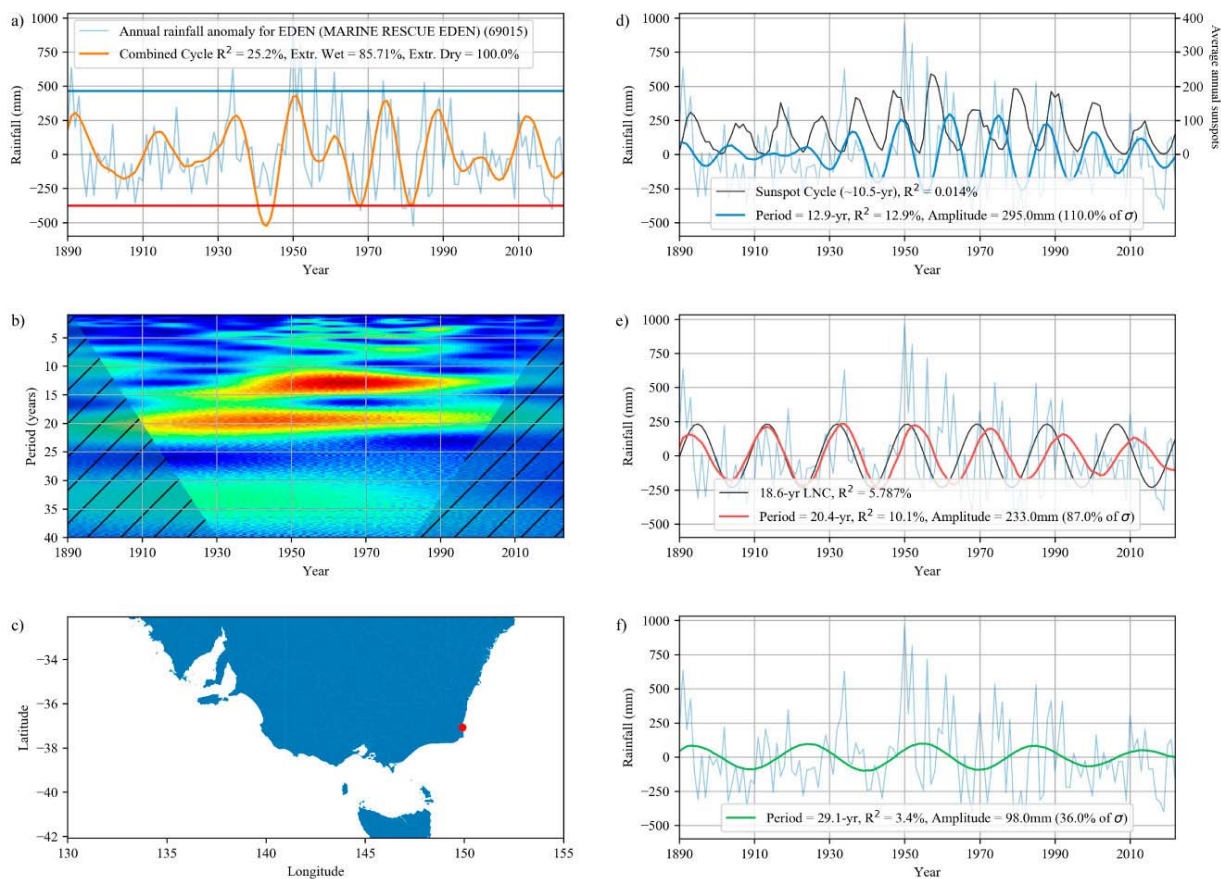 a)
1000
750
500
250
0
−250
−500
Rainfall (mm)
Annual rainfall anomaly for EDEN (MARINE RESCUE EDEN) (69015)
Combined Cycle R² = 25.2%, Extr. Wet = 85.71%, Extr. Dry = 100.0%
1890 1910 1930 1950 1970 1990 2010
Year
b)
5
10
15
20
25
30
35
40
Period (years)
1890 1910 1930 1950 1970 1990 2010
Year
c)
−34
−36
−38
−40
−42
Latitude
130 135 140 145 150 155
Longitude
d)
1000
750
500
250
0
−250
−500
Rainfall (mm)
400
300
200
100
0
Average annual sunspots
Sunspot Cycle (~10.5-yr), R² = 0.014%
Period = 12.9-yr, R² = 12.9%, Amplitude = 295.0mm (110.0% of σ)
1890 1910 1930 1950 1970 1990 2010
Year
e)
1000
750
500
250
0
−250
−500
Rainfall (mm)
18.6-yr LNC, R² = 5.787%
Period = 20.4-yr, R² = 10.1%, Amplitude = 233.0mm (87.0% of σ)
1890 1910 1930 1950 1970 1990 2010
Year
f)
1000
750
500
250
0
−250
−500
Rainfall (mm)
Period = 29.1-yr, R² = 3.4%, Amplitude = 98.0mm (36.0% of σ)
1890 1910 1930 1950 1970 1990 2010
Year